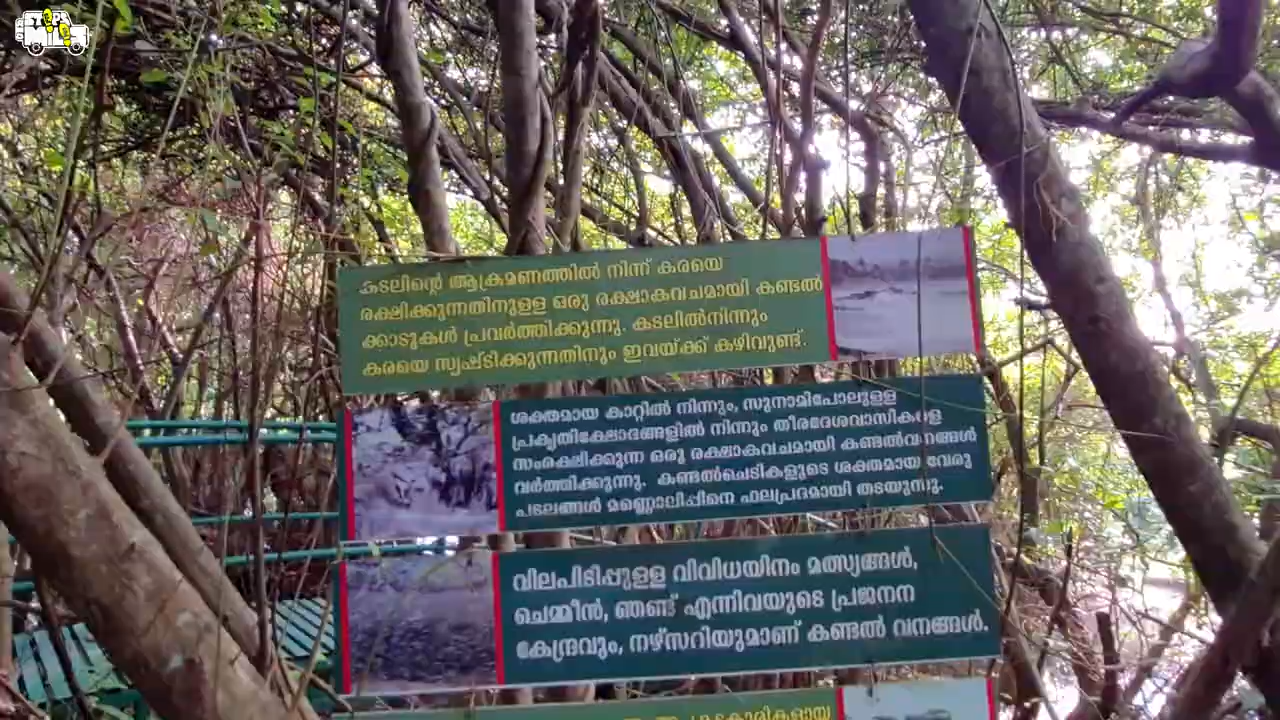 STEPS
MILES
കടലിന്റെ ആക്രമണത്തിൽ നിന്ന് കരയെ
രക്ഷിക്കുന്നതിനുള്ള ഒരു രക്ഷാകവചമായി കണ്ടൽ
ക്കാടുകൾ പ്രവർത്തിക്കുന്നു. കടലിൽനിന്നും
കരയെ സൃഷ്ടിക്കുന്നതിനും ഇവയ്ക്ക് കഴിവുണ്ട്.
ശക്തമായ കാറ്റിൽ നിന്നും, സുനാമിപോലുള്ള
പ്രകൃതിക്ഷോഭങ്ങളിൽ നിന്നും തീരദേശവാസികളെ
സംരക്ഷിക്കുന്ന ഒരു രക്ഷാകവചമായി കണ്ടൽവനങ്ങൾ
വർത്തിക്കുന്നു. കണ്ടൽചെടികളുടെ ശക്തമായ വേരു
പടലങ്ങൾ മണ്ണൊലിപ്പിനെ ഫലപ്രദമായി തടയുന്നു.
വിലപിടിപ്പുള്ള വിവിധയിനം മത്സ്യങ്ങൾ,
ചെമ്മീൻ, ഞണ്ട് എന്നിവയുടെ പ്രജനന
കേന്ദ്രവും, നഴ്സറിയുമാണ് കണ്ടൽ വനങ്ങൾ.